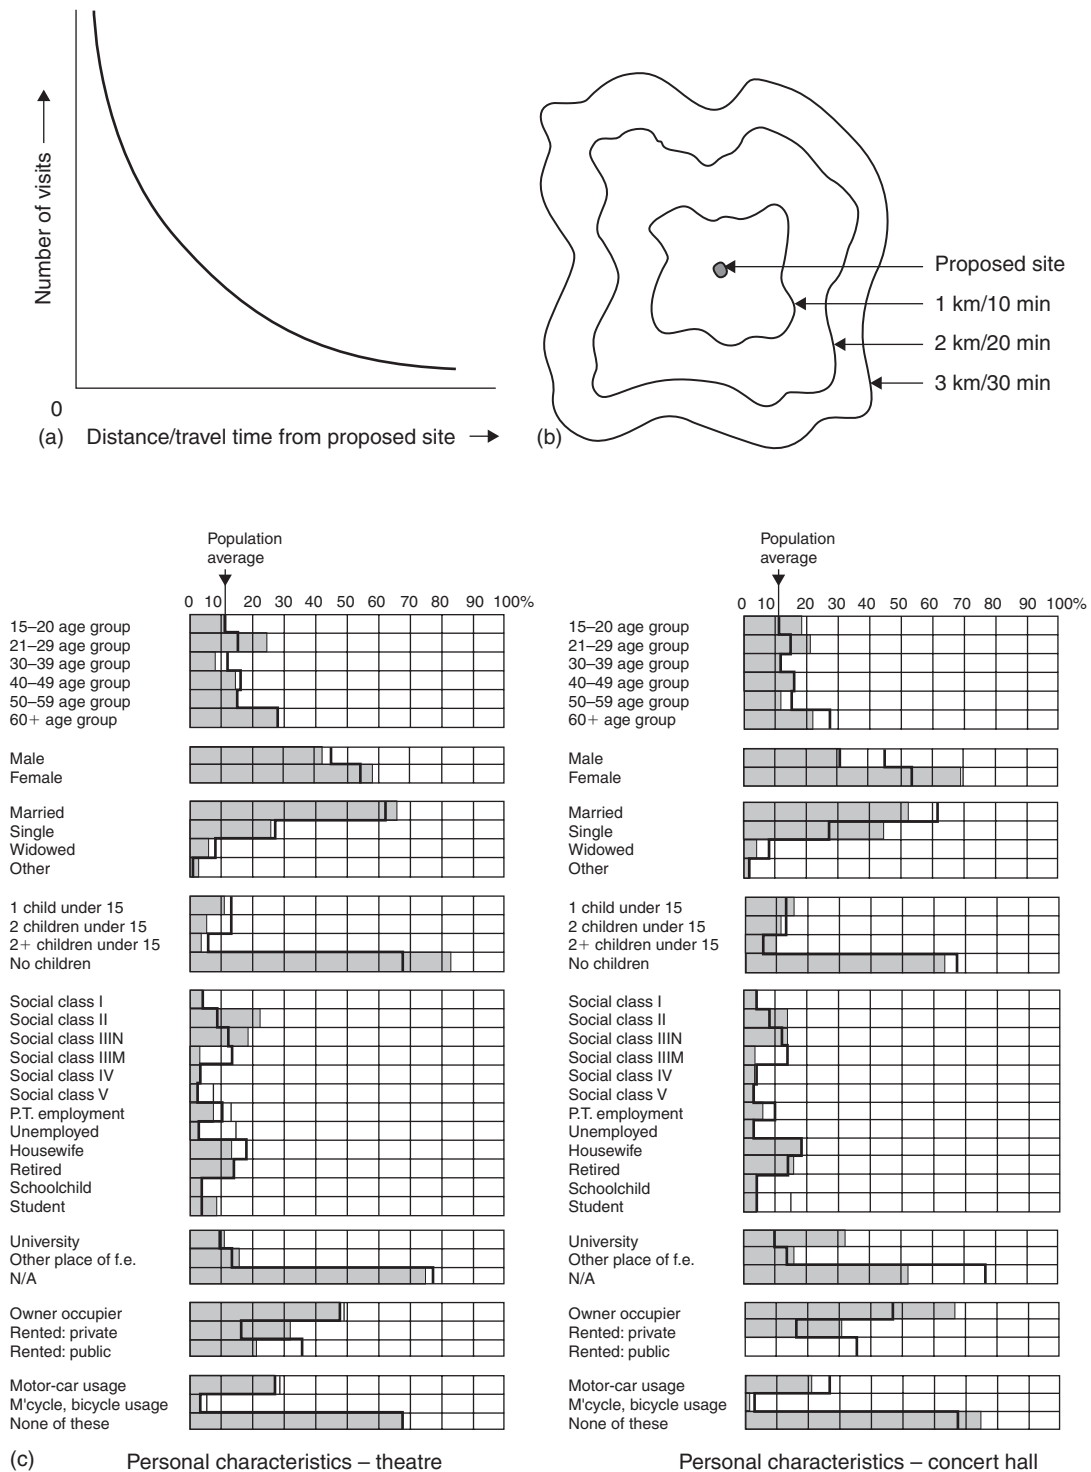 Number of visits
0
(a)
Distance/travel time from proposed site
Proposed site
1 km/10 min
2 km/20 min
3 km/30 min
(b)
Population
average
0 10 20 30 40 50 60 70 80 90 100%
15–20 age group
21–29 age group
30–39 age group
40–49 age group
50–59 age group
60+ age group
Male
Female
Married
Single
Widowed
Other
1 child under 15
2 children under 15
2+ children under 15
No children
Social class I
Social class II
Social class IIIN
Social class IIIM
Social class IV
Social class V
P.T. employment
Unemployed
Housewife
Retired
Schoolchild
Student
University
Other place of f.e.
N/A
Owner occupier
Rented: private
Rented: public
Motor-car usage
M'cycle, bicycle usage
None of these
(c)
Personal characteristics – theatre
Population
average
0 10 20 30 40 50 60 70 80 90 100%
15–20 age group
21–29 age group
30–39 age group
40–49 age group
50–59 age group
60+ age group
Male
Female
Married
Single
Widowed
Other
1 child under 15
2 children under 15
2+ children under 15
No children
Social class I
Social class II
Social class IIIN
Social class IIIM
Social class IV
Social class V
P.T. employment
Unemployed
Housewife
Retired
Schoolchild
Student
University
Other place of f.e.
N/A
Owner occupier
Rented: private
Rented: public
Motor-car usage
M'cycle, bicycle usage
None of these
Personal characteristics – concert hall